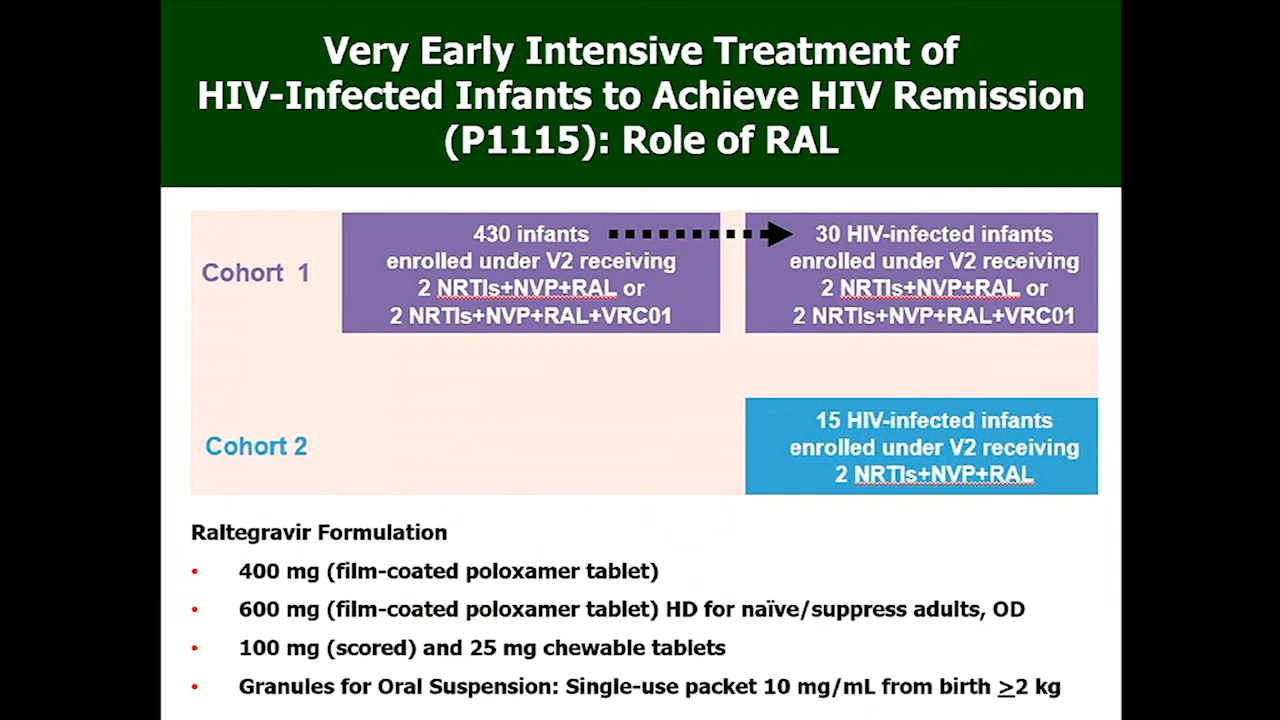 Very Early Intensive Treatment of
HIV-Infected Infants to Achieve HIV Remission
(P1115): Role of RAL
Cohort 1
430 infants
enrolled under V2 receiving
2 NRTIs+NVP+RAL or
2 NRTIs+NVP+RAL+VRC01
30 HIV-infected infants
enrolled under V2 receiving
2 NRTIs+NVP+RAL or
2 NRTIs+NVP+RAL+VRC01
Cohort 2
15 HIV-infected infants
enrolled under V2 receiving
2 NRTIs+NVP+RAL
Raltegravir Formulation
• 400 mg (film-coated poloxamer tablet)
• 600 mg (film-coated poloxamer tablet) HD for naïve/suppress adults, OD
• 100 mg (scored) and 25 mg chewable tablets
• Granules for Oral Suspension: Single-use packet 10 mg/mL from birth ≥2 kg